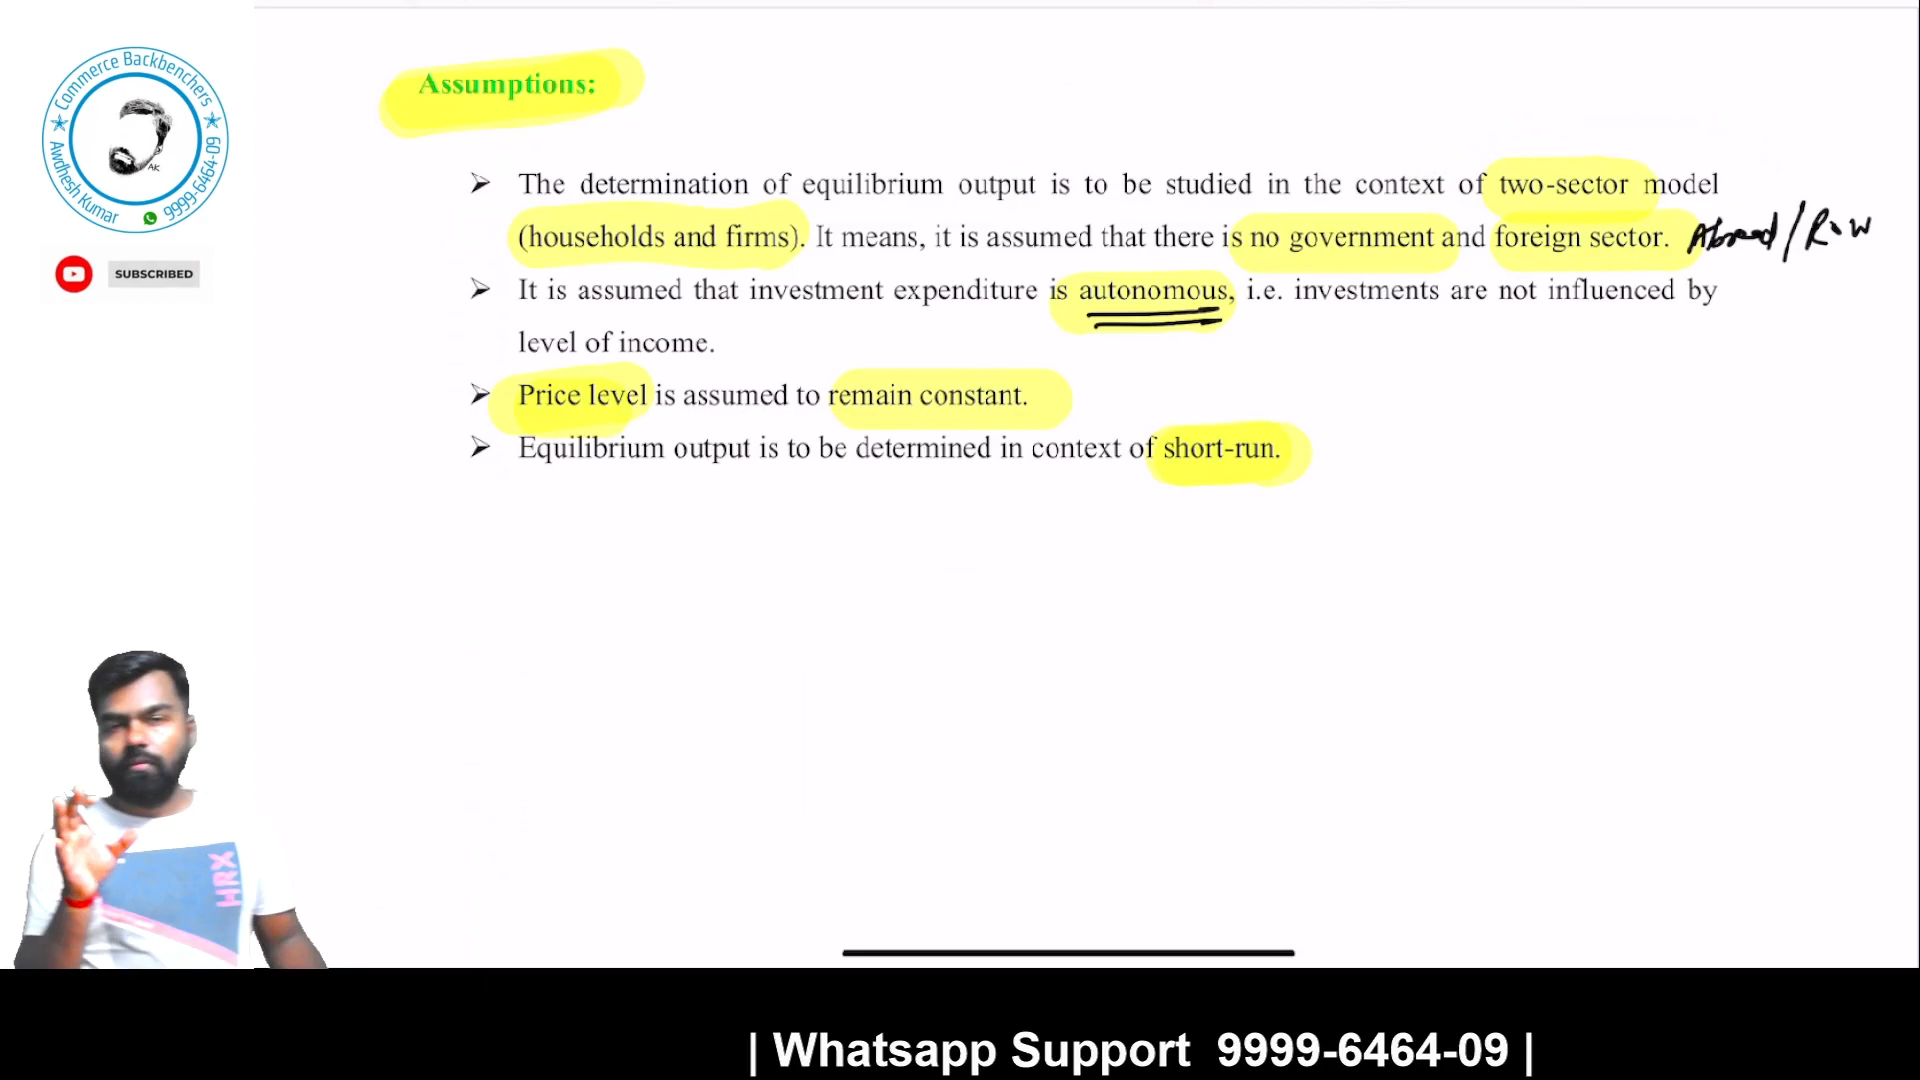 Commerce Backbenchers
Awdhesh Kumar
9999-6464-09
AK
SUBSCRIBED
Assumptions:
➢ The determination of equilibrium output is to be studied in the context of two-sector model
(households and firms). It means, it is assumed that there is no government and foreign sector. Abroad/Row
➢ It is assumed that investment expenditure is autonomous, i.e. investments are not influenced by
level of income.
➢ Price level is assumed to remain constant.
➢ Equilibrium output is to be determined in context of short-run.
HRX
| Whatsapp Support 9999-6464-09 |